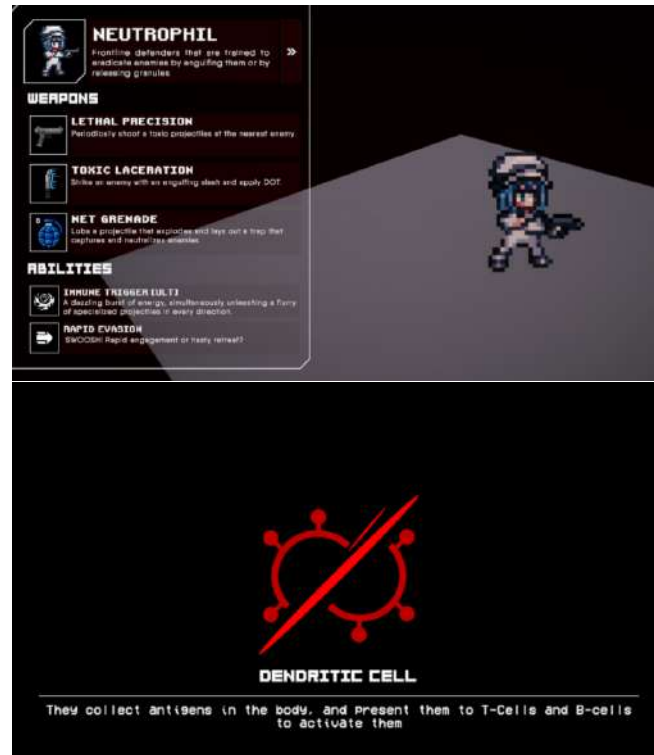 NEUTROPHIL
Frontline defenders that are trained to
eradicate enemies by engulfing them or by
releasing granules
WEAPONS
LETHAL PRECISION
Periodically shoot a toxic projectiles at the nearest enemy.
TOXIC LACERATION
Strike an enemy with an engulfing slash and apply DOT.
NET GRENADE
Lobs a projectile that explodes and lays out a trap that
captures and neutralizes enemies
ABILITIES
IMMUNE TRIGGER (ULT)
A dazzling burst of energy, simultaneously unleashing a flurry
of specialized projectiles in every direction.
RAPID EVASION
SWOOSH! Rapid engagement or hasty retreat?
DENDRITIC CELL
They collect antigens in the body, and present them to T-Cells and B-cells
to activate them